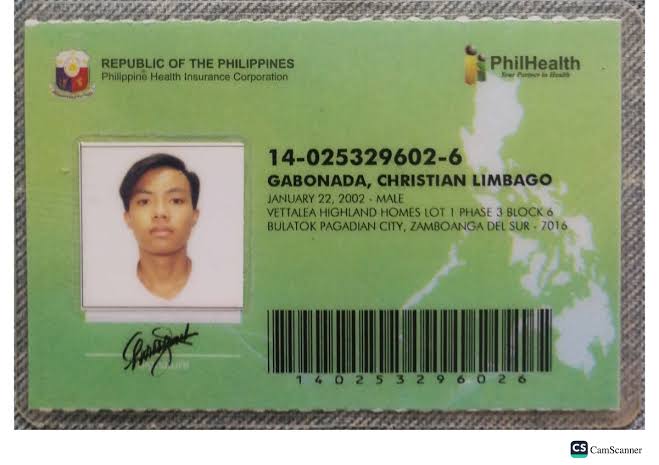 REPUBLIC OF THE PHILIPPINES
Philippine Health Insurance Corporation
PhilHealth
Your Partner in Health
14-025329602-6
GABONADA, CHRISTIAN LIMBAGO
JANUARY 22, 2002 - MALE
VETTALEA HIGHLAND HOMES LOT 1 PHASE 3 BLOCK 6
BULATOK PAGADIAN CITY, ZAMBOANGA DEL SUR - 7016
140253296026
CS CamScanner